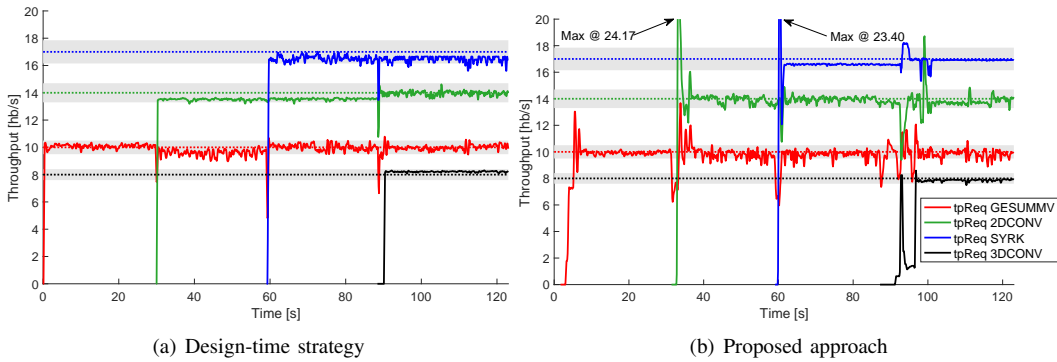 20
18
16
14
12
10
8
6
4
2
0
Throughput [hb/s]
0 20 40 60 80 100 120
Time [s]
(a) Design-time strategy
20
18
16
14
12
10
8
6
4
2
0
Throughput [hb/s]
Max @ 24.17
Max @ 23.40
tpReq GESUMMV
tpReq 2DCONV
tpReq SYRK
tpReq 3DCONV
0 20 40 60 80 100 120
Time [s]
(b) Proposed approach